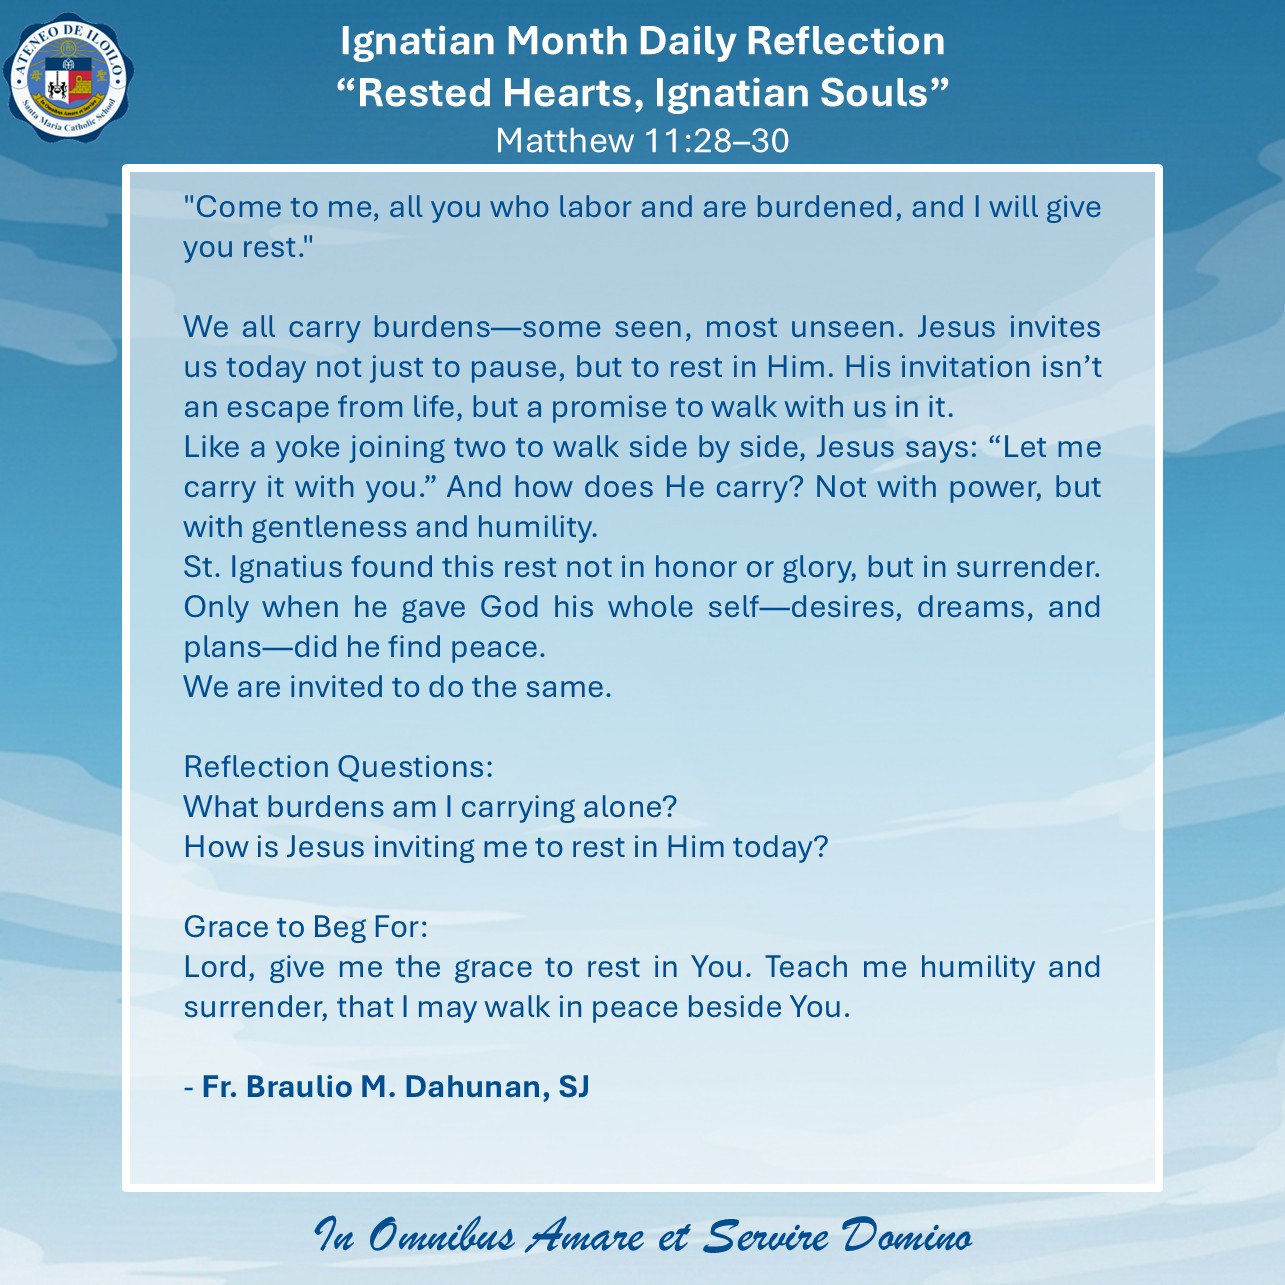 ATENEO DE ILOILO
Santa Maria Catholic School
Ignatian Month Daily Reflection
“Rested Hearts, Ignatian Souls”
Matthew 11:28–30
"Come to me, all you who labor and are burdened, and I will give
you rest."
We all carry burdens—some seen, most unseen. Jesus invites
us today not just to pause, but to rest in Him. His invitation isn’t
an escape from life, but a promise to walk with us in it.
Like a yoke joining two to walk side by side, Jesus says: “Let me
carry it with you.” And how does He carry? Not with power, but
with gentleness and humility.
St. Ignatius found this rest not in honor or glory, but in surrender.
Only when he gave God his whole self—desires, dreams, and
plans—did he find peace.
We are invited to do the same.
Reflection Questions:
What burdens am I carrying alone?
How is Jesus inviting me to rest in Him today?
Grace to Beg For:
Lord, give me the grace to rest in You. Teach me humility and
surrender, that I may walk in peace beside You.
- Fr. Braulio M. Dahunan, SJ
In Omnibus Amare et Servire Domino